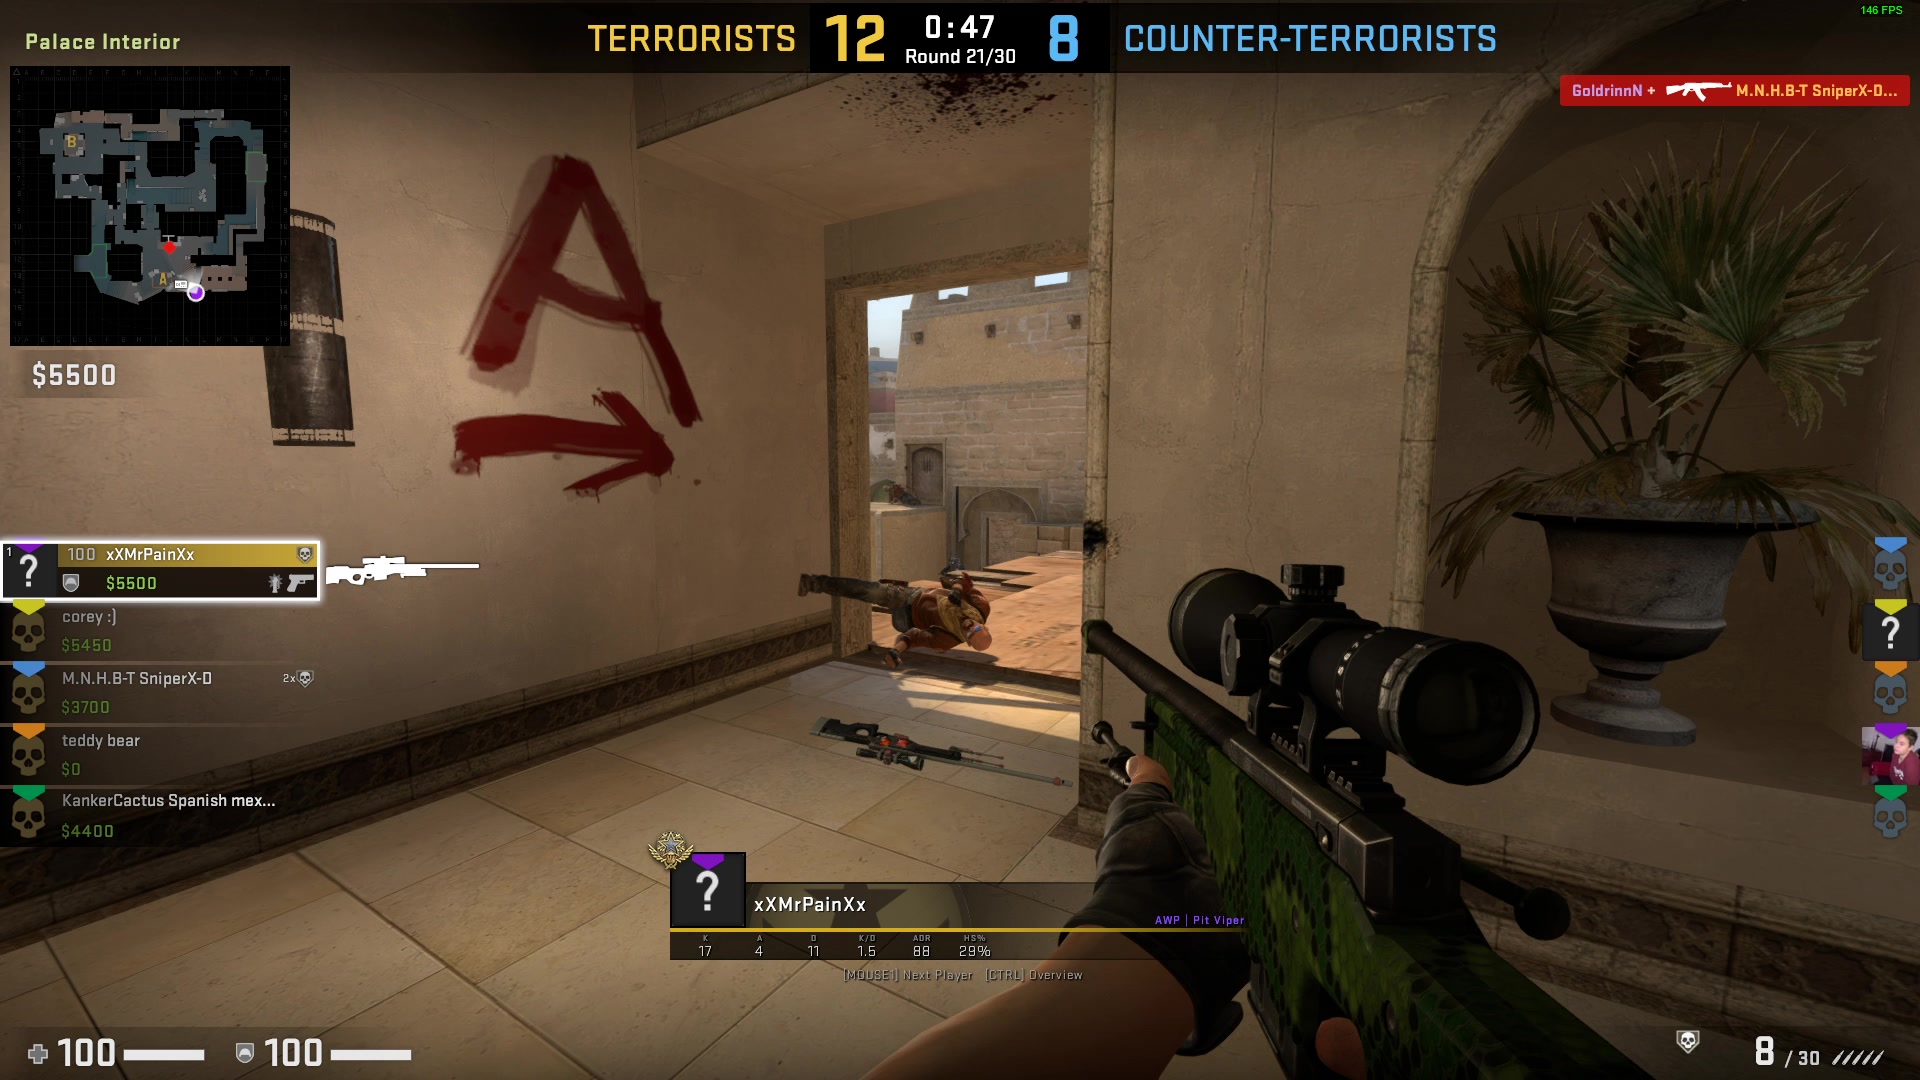 146 FPS
Palace Interior
TERRORISTS 12 0:47 8 COUNTER-TERRORISTS
Round 21/30
GoldrinnN + M.N.H.B-T SniperX-D...
B
A
A
$5500
1 ? 100 xXMrPainXx
$5500
corey :)
$5450
M.N.H.B-T SniperX-D 2x
$3700
teddy bear
$0
KankerCactus Spanish mex...
$4400
?
? xXMrPainXx
AWP | Pit Viper
K A D K/D ADR HS%
17 4 11 1.5 88 29%
[MOUSE1] Next Player [CTRL] Overview
100 100
8 / 30